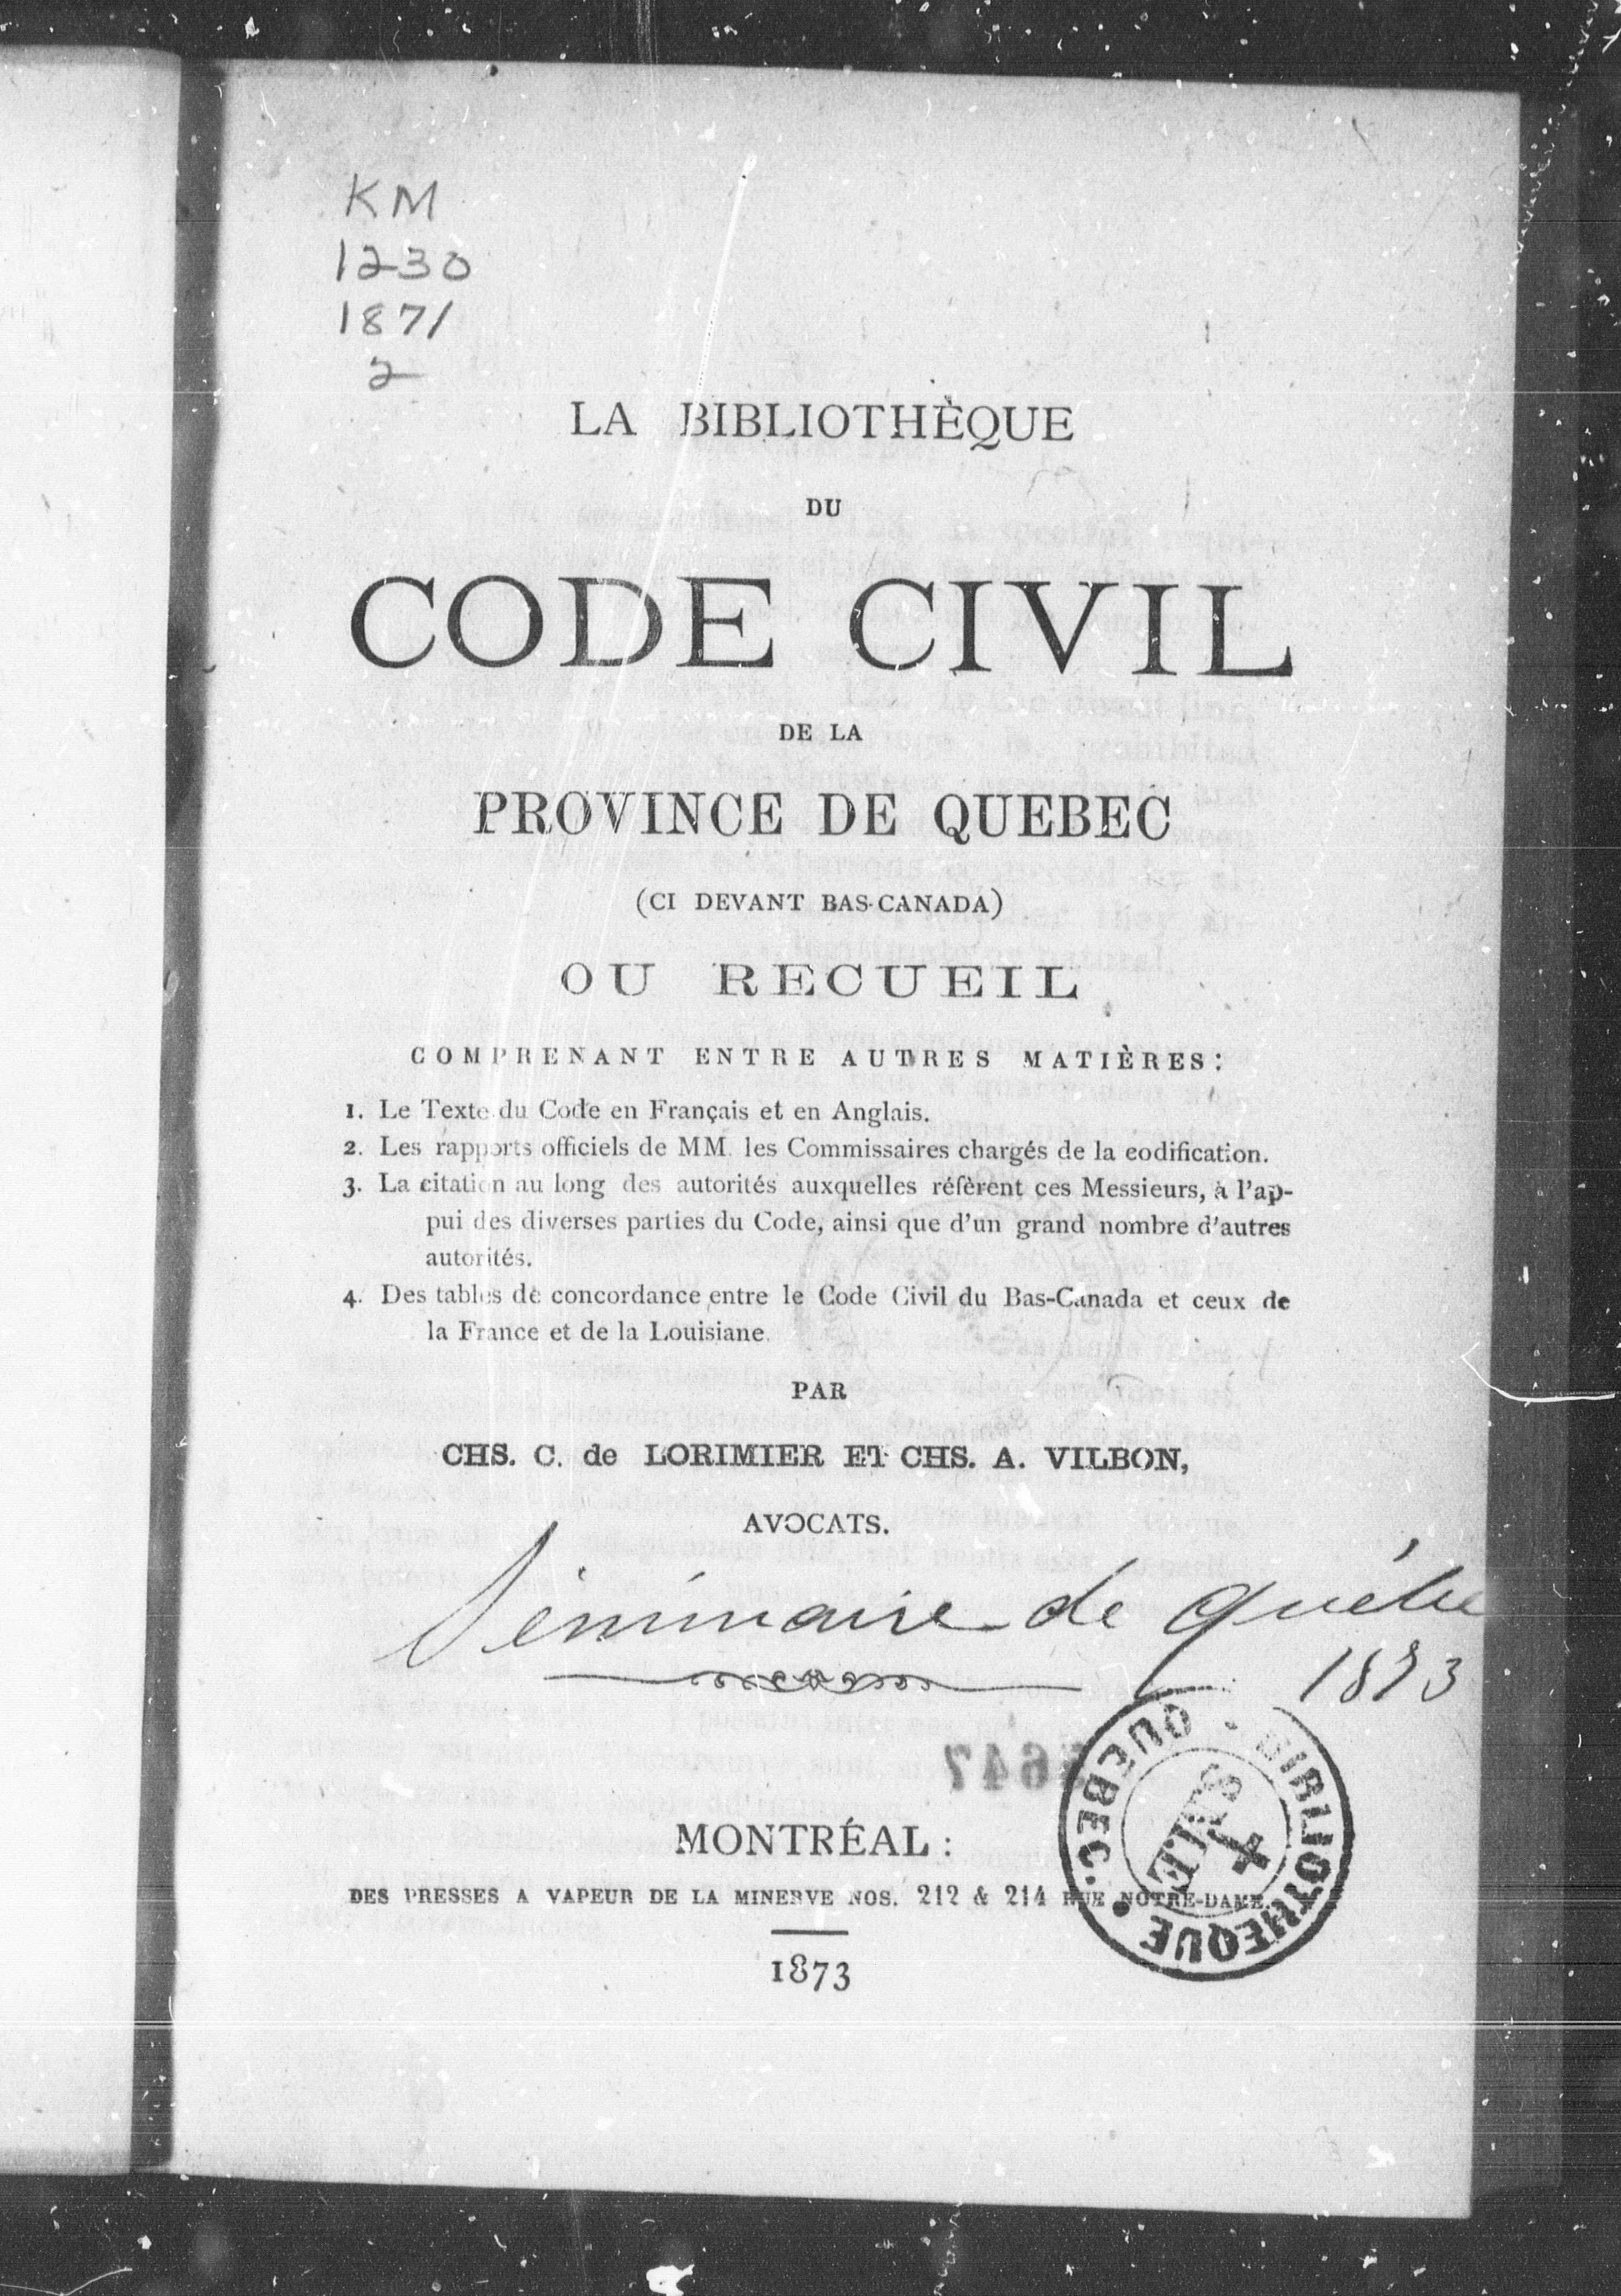 KM
1230
1871
2
LA BIBLIOTHÈQUE
DU
CODE CIVIL
DE LA
PROVINCE DE QUEBEC
(CI DEVANT BAS-CANADA)
OU RECUEIL
COMPRENANT ENTRE AUTRES MATIÈRES:
1. Le Texte du Code en Français et en Anglais.
2. Les rapports officiels de MM. les Commissaires chargés de la codification.
3. La citation au long des autorités auxquelles réfèrent ces Messieurs, à l'ap-
pui des diverses parties du Code, ainsi que d'un grand nombre d'autres
autorités.
4. Des tables de concordance entre le Code Civil du Bas-Canada et ceux de
la France et de la Louisiane.
PAR
CHS. C. de LORIMIER ET CHS. A. VILBON,
AVOCATS.
Séminaire de Québec
1873
647
QUEBEC. BIBLIOTHEQUE
MONTRÉAL :
DES PRESSES A VAPEUR DE LA MINERVE NOS. 212 & 214 RUE NOTRE-DAME.
1873